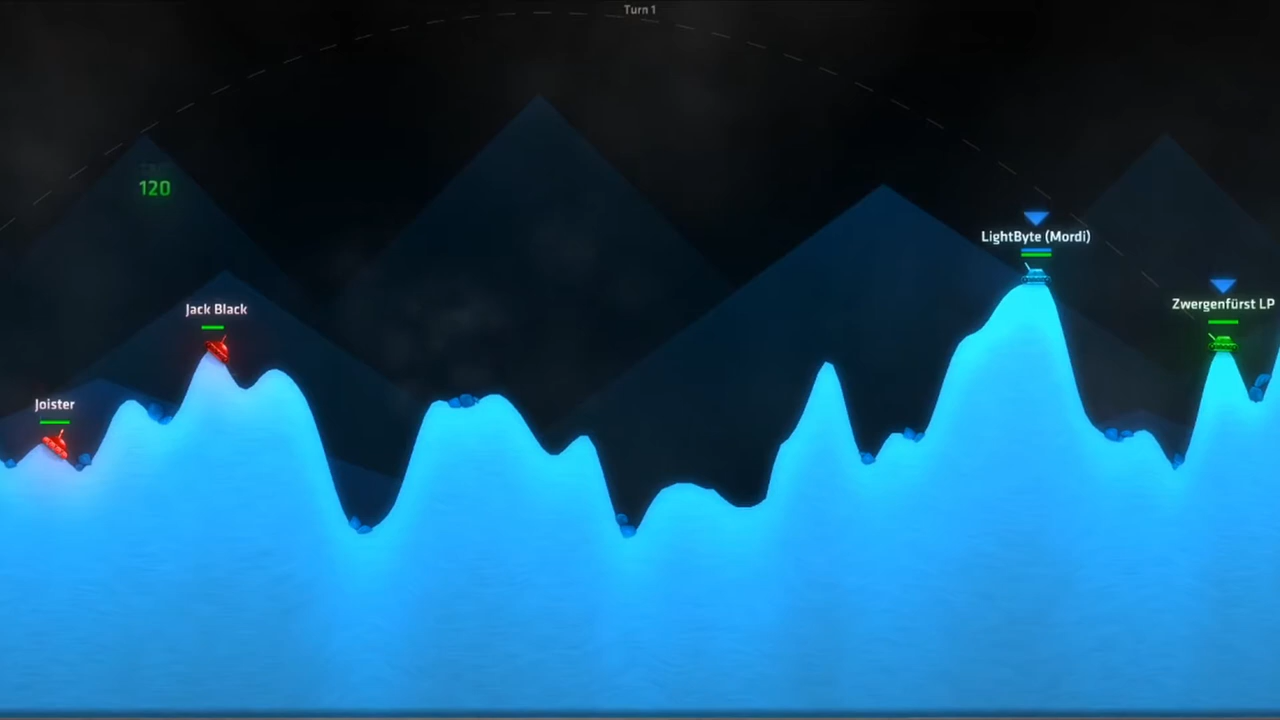 Turn 1
120
LightByte (Mordi)
Zwergenfürst LP
Jack Black
Joister